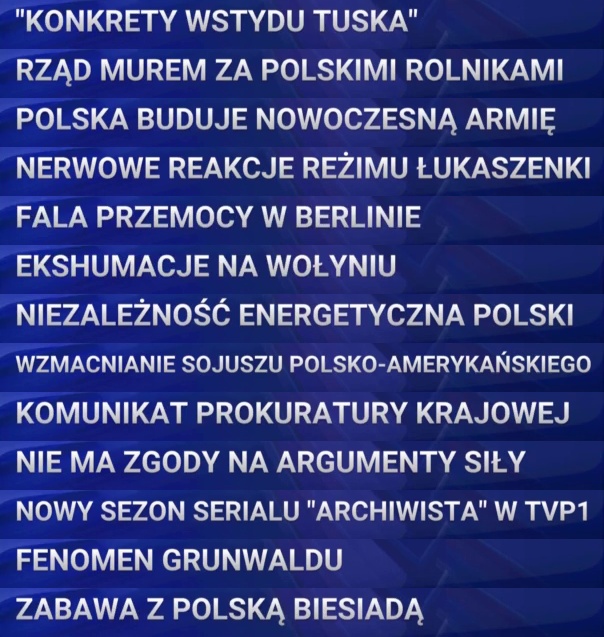 "KONKRETY WSTYDU TUSKA"
RZĄD MUREM ZA POLSKIMI ROLNIKAMI
POLSKA BUDUJE NOWOCZESNĄ ARMIĘ
NERWOWE REAKCJE REŻIMU ŁUKASZENKI
FALA PRZEMOCY W BERLINIE
EKSHUMACJE NA WOŁYNIU
NIEZALEŻNOŚĆ ENERGETYCZNA POLSKI
WZMACNIANIE SOJUSZU POLSKO-AMERYKAŃSKIEGO
KOMUNIKAT PROKURATURY KRAJOWEJ
NIE MA ZGODY NA ARGUMENTY SIŁY
NOWY SEZON SERIALU "ARCHIWISTA" W TVP1
FENOMEN GRUNWALDU
ZABAWA Z POLSKĄ BIESIADĄ